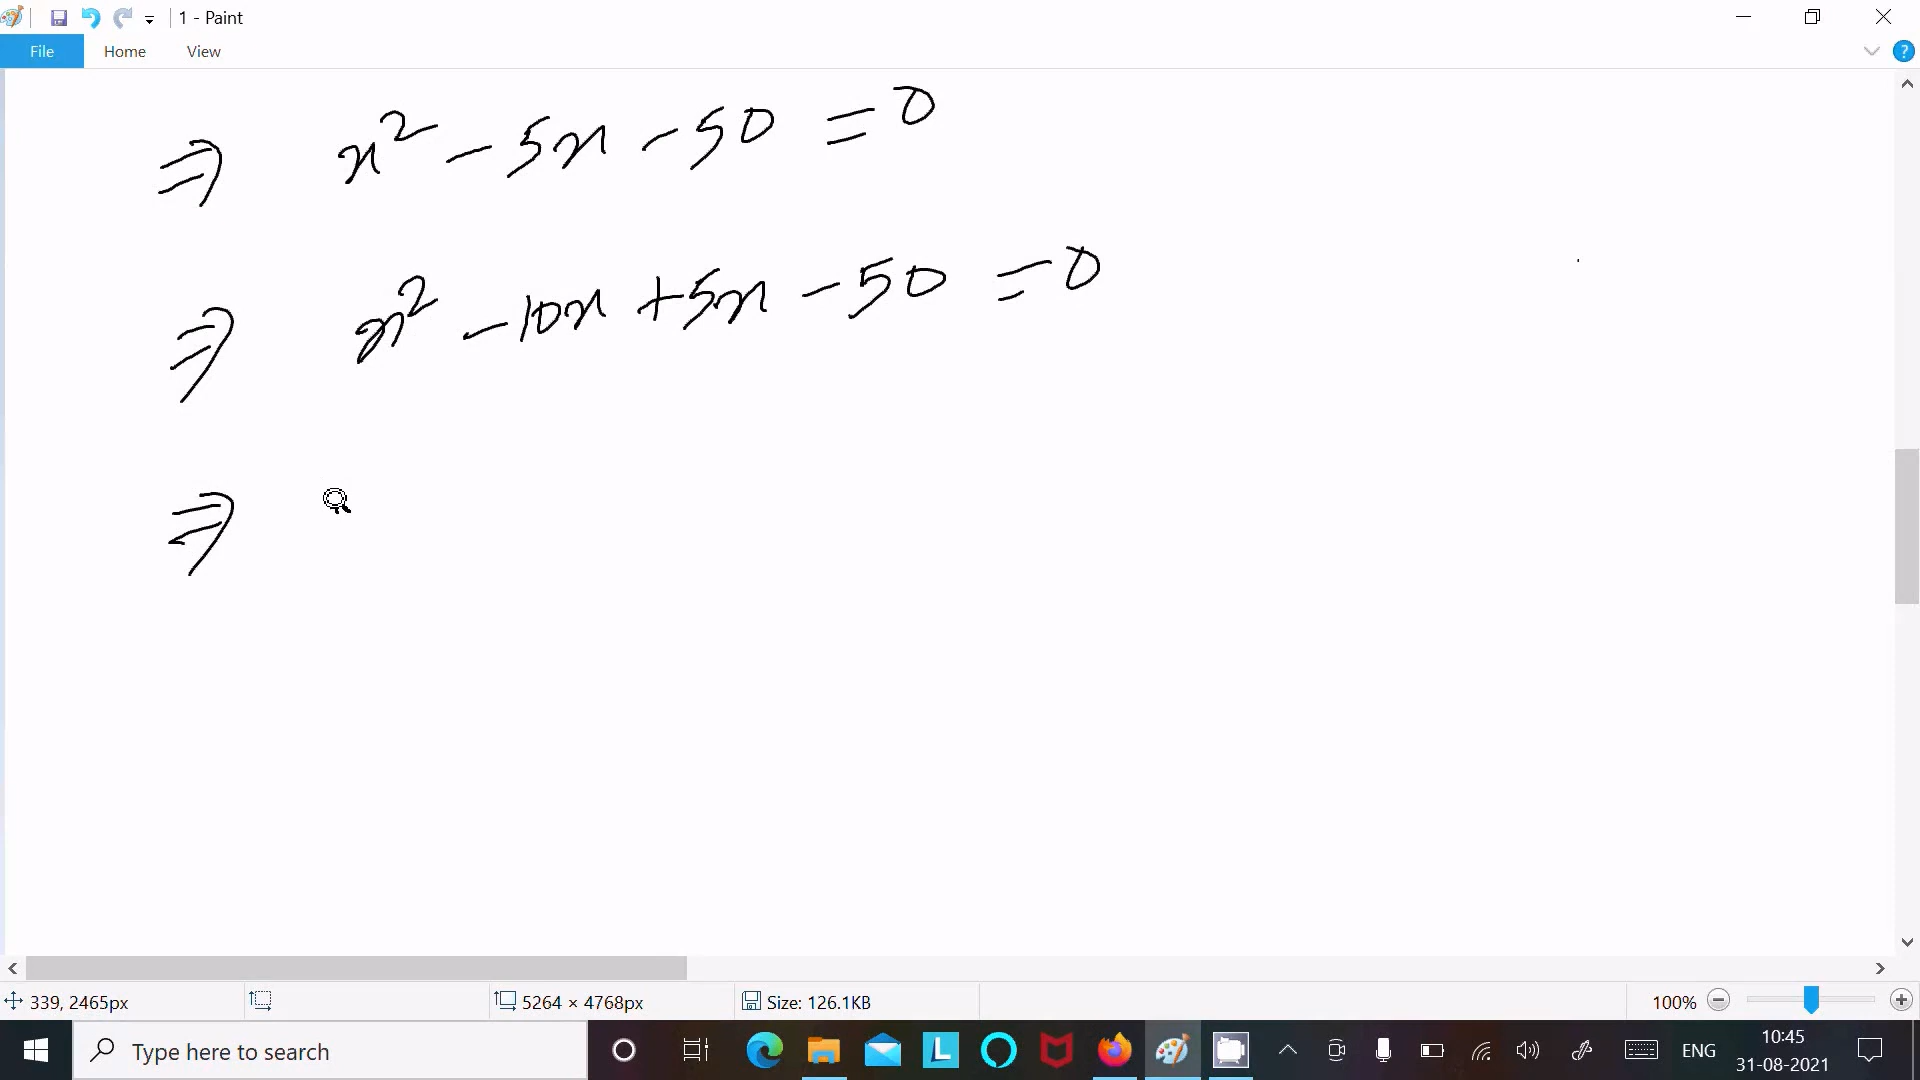 1 - Paint
File Home View
⇒ x² - 5x - 50 = 0
⇒ x² - 10x + 5x - 50 = 0
⇒
339, 2465px 5264 × 4768px Size: 126.1KB 100%
Type here to search L ENG 10:45
31-08-2021